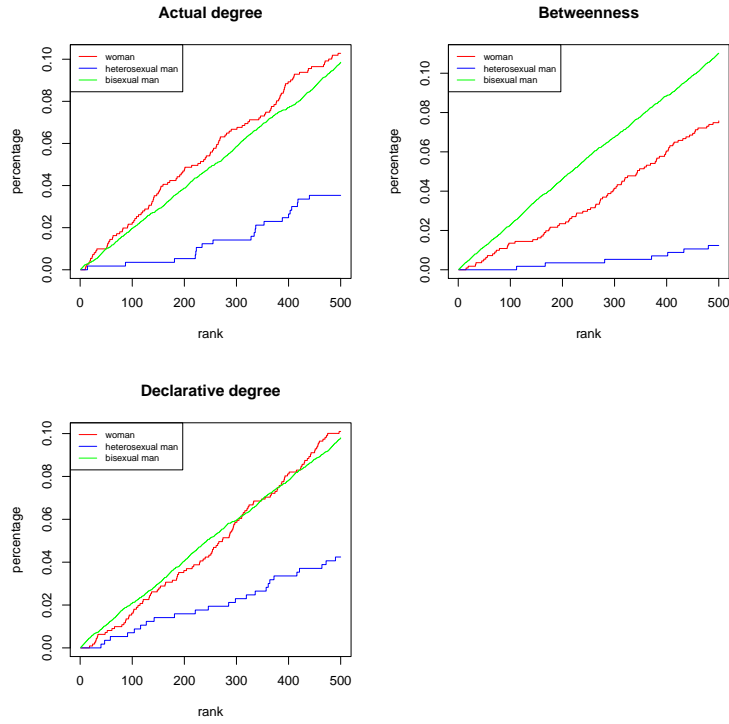 Actual degree
woman
heterosexual man
bisexual man
percentage
0.00 0.02 0.04 0.06 0.08 0.10
0 100 200 300 400 500
rank
Betweenness
woman
heterosexual man
bisexual man
percentage
0.00 0.02 0.04 0.06 0.08 0.10
0 100 200 300 400 500
rank
Declarative degree
woman
heterosexual man
bisexual man
percentage
0.00 0.02 0.04 0.06 0.08 0.10
0 100 200 300 400 500
rank